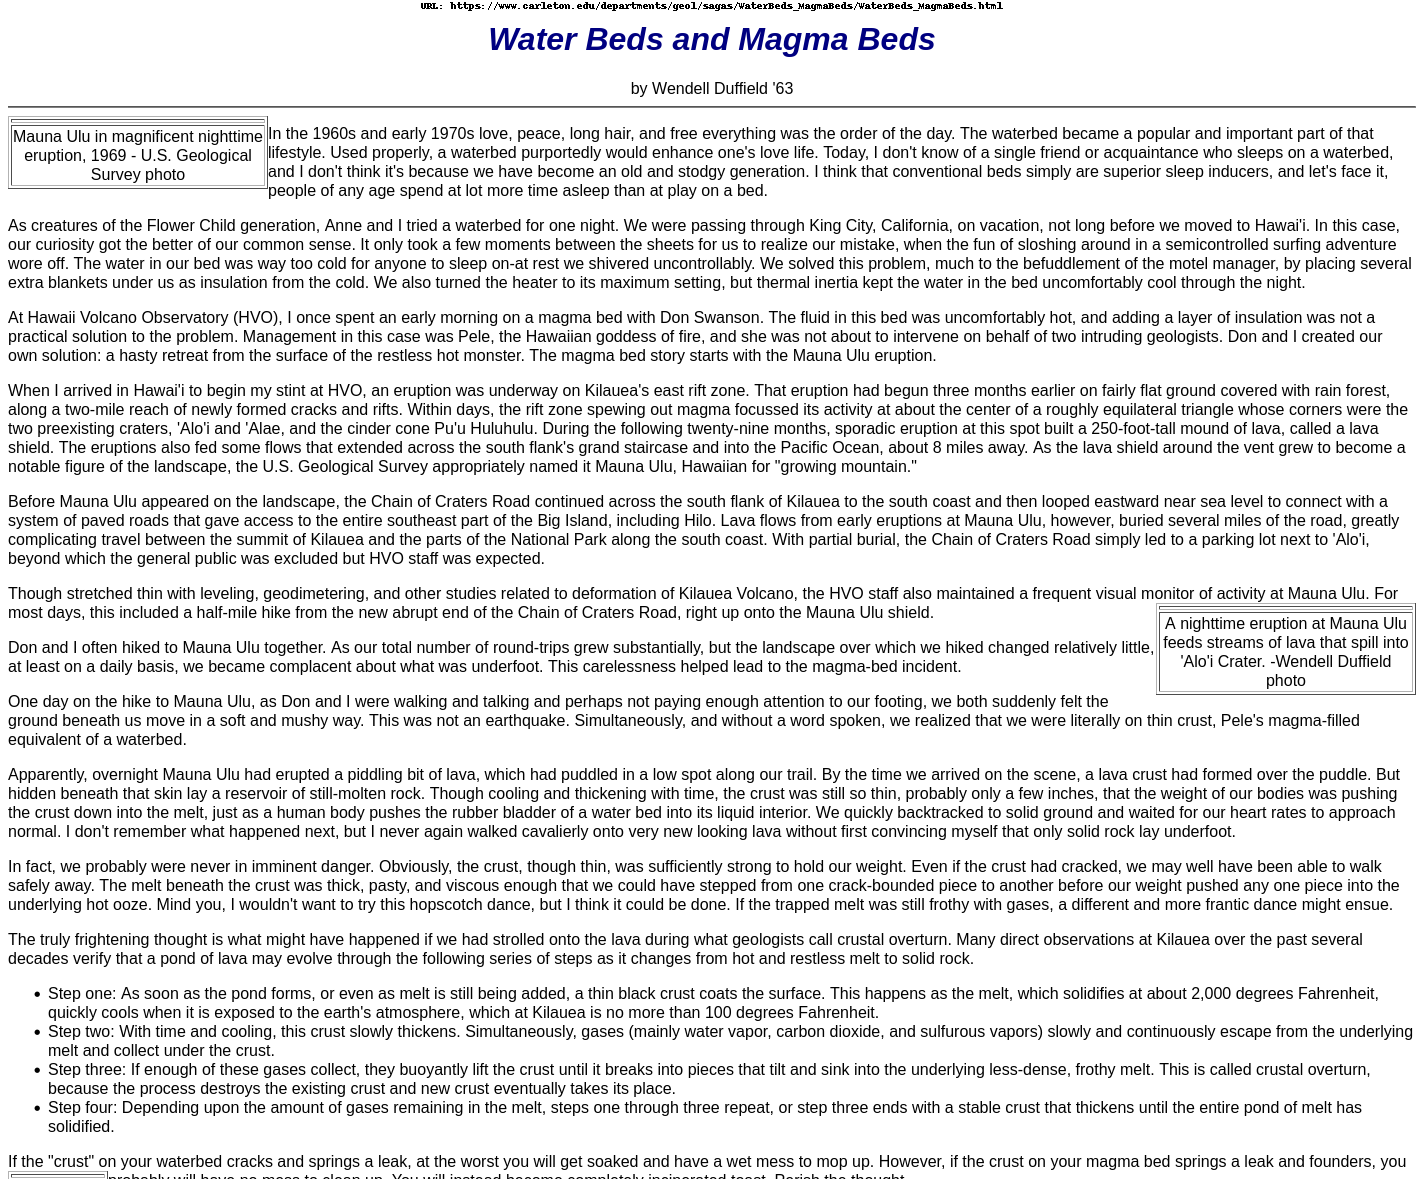 URL: https://www.carleton.edu/departments/geol/sagas/WaterBeds_MagmaBeds/WaterBeds_MagmaBeds.html
Water Beds and Magma Beds
by Wendell Duffield '63
Mauna Ulu in magnificent nighttime
eruption, 1969 - U.S. Geological
Survey photo
In the 1960s and early 1970s love, peace, long hair, and free everything was the order of the day. The waterbed became a popular and important part of that
lifestyle. Used properly, a waterbed purportedly would enhance one's love life. Today, I don't know of a single friend or acquaintance who sleeps on a waterbed,
and I don't think it's because we have become an old and stodgy generation. I think that conventional beds simply are superior sleep inducers, and let's face it,
people of any age spend at lot more time asleep than at play on a bed.
As creatures of the Flower Child generation, Anne and I tried a waterbed for one night. We were passing through King City, California, on vacation, not long before we moved to Hawai'i. In this case,
our curiosity got the better of our common sense. It only took a few moments between the sheets for us to realize our mistake, when the fun of sloshing around in a semicontrolled surfing adventure
wore off. The water in our bed was way too cold for anyone to sleep on-at rest we shivered uncontrollably. We solved this problem, much to the befuddlement of the motel manager, by placing several
extra blankets under us as insulation from the cold. We also turned the heater to its maximum setting, but thermal inertia kept the water in the bed uncomfortably cool through the night.
At Hawaii Volcano Observatory (HVO), I once spent an early morning on a magma bed with Don Swanson. The fluid in this bed was uncomfortably hot, and adding a layer of insulation was not a
practical solution to the problem. Management in this case was Pele, the Hawaiian goddess of fire, and she was not about to intervene on behalf of two intruding geologists. Don and I created our
own solution: a hasty retreat from the surface of the restless hot monster. The magma bed story starts with the Mauna Ulu eruption.
When I arrived in Hawai'i to begin my stint at HVO, an eruption was underway on Kilauea's east rift zone. That eruption had begun three months earlier on fairly flat ground covered with rain forest,
along a two-mile reach of newly formed cracks and rifts. Within days, the rift zone spewing out magma focussed its activity at about the center of a roughly equilateral triangle whose corners were the
two preexisting craters, 'Alo'i and 'Alae, and the cinder cone Pu'u Huluhulu. During the following twenty-nine months, sporadic eruption at this spot built a 250-foot-tall mound of lava, called a lava
shield. The eruptions also fed some flows that extended across the south flank's grand staircase and into the Pacific Ocean, about 8 miles away. As the lava shield around the vent grew to become a
notable figure of the landscape, the U.S. Geological Survey appropriately named it Mauna Ulu, Hawaiian for "growing mountain."
Before Mauna Ulu appeared on the landscape, the Chain of Craters Road continued across the south flank of Kilauea to the south coast and then looped eastward near sea level to connect with a
system of paved roads that gave access to the entire southeast part of the Big Island, including Hilo. Lava flows from early eruptions at Mauna Ulu, however, buried several miles of the road, greatly
complicating travel between the summit of Kilauea and the parts of the National Park along the south coast. With partial burial, the Chain of Craters Road simply led to a parking lot next to 'Alo'i,
beyond which the general public was excluded but HVO staff was expected.
Though stretched thin with leveling, geodimetering, and other studies related to deformation of Kilauea Volcano, the HVO staff also maintained a frequent visual monitor of activity at Mauna Ulu. For
most days, this included a half-mile hike from the new abrupt end of the Chain of Craters Road, right up onto the Mauna Ulu shield.
A nighttime eruption at Mauna Ulu
feeds streams of lava that spill into
'Alo'i Crater. -Wendell Duffield
photo
Don and I often hiked to Mauna Ulu together. As our total number of round-trips grew substantially, but the landscape over which we hiked changed relatively little,
at least on a daily basis, we became complacent about what was underfoot. This carelessness helped lead to the magma-bed incident.
One day on the hike to Mauna Ulu, as Don and I were walking and talking and perhaps not paying enough attention to our footing, we both suddenly felt the
ground beneath us move in a soft and mushy way. This was not an earthquake. Simultaneously, and without a word spoken, we realized that we were literally on thin crust, Pele's magma-filled
equivalent of a waterbed.
Apparently, overnight Mauna Ulu had erupted a piddling bit of lava, which had puddled in a low spot along our trail. By the time we arrived on the scene, a lava crust had formed over the puddle. But
hidden beneath that skin lay a reservoir of still-molten rock. Though cooling and thickening with time, the crust was still so thin, probably only a few inches, that the weight of our bodies was pushing
the crust down into the melt, just as a human body pushes the rubber bladder of a water bed into its liquid interior. We quickly backtracked to solid ground and waited for our heart rates to approach
normal. I don't remember what happened next, but I never again walked cavalierly onto very new looking lava without first convincing myself that only solid rock lay underfoot.
In fact, we probably were never in imminent danger. Obviously, the crust, though thin, was sufficiently strong to hold our weight. Even if the crust had cracked, we may well have been able to walk
safely away. The melt beneath the crust was thick, pasty, and viscous enough that we could have stepped from one crack-bounded piece to another before our weight pushed any one piece into the
underlying hot ooze. Mind you, I wouldn't want to try this hopscotch dance, but I think it could be done. If the trapped melt was still frothy with gases, a different and more frantic dance might ensue.
The truly frightening thought is what might have happened if we had strolled onto the lava during what geologists call crustal overturn. Many direct observations at Kilauea over the past several
decades verify that a pond of lava may evolve through the following series of steps as it changes from hot and restless melt to solid rock.
• Step one: As soon as the pond forms, or even as melt is still being added, a thin black crust coats the surface. This happens as the melt, which solidifies at about 2,000 degrees Fahrenheit,
quickly cools when it is exposed to the earth's atmosphere, which at Kilauea is no more than 100 degrees Fahrenheit.
• Step two: With time and cooling, this crust slowly thickens. Simultaneously, gases (mainly water vapor, carbon dioxide, and sulfurous vapors) slowly and continuously escape from the underlying
melt and collect under the crust.
• Step three: If enough of these gases collect, they buoyantly lift the crust until it breaks into pieces that tilt and sink into the underlying less-dense, frothy melt. This is called crustal overturn,
because the process destroys the existing crust and new crust eventually takes its place.
• Step four: Depending upon the amount of gases remaining in the melt, steps one through three repeat, or step three ends with a stable crust that thickens until the entire pond of melt has
solidified.
If the "crust" on your waterbed cracks and springs a leak, at the worst you will get soaked and have a wet mess to mop up. However, if the crust on your magma bed springs a leak and founders, you
probably will have no mess to clean up. You will instead become completely incinerated toast. Perish the thought.